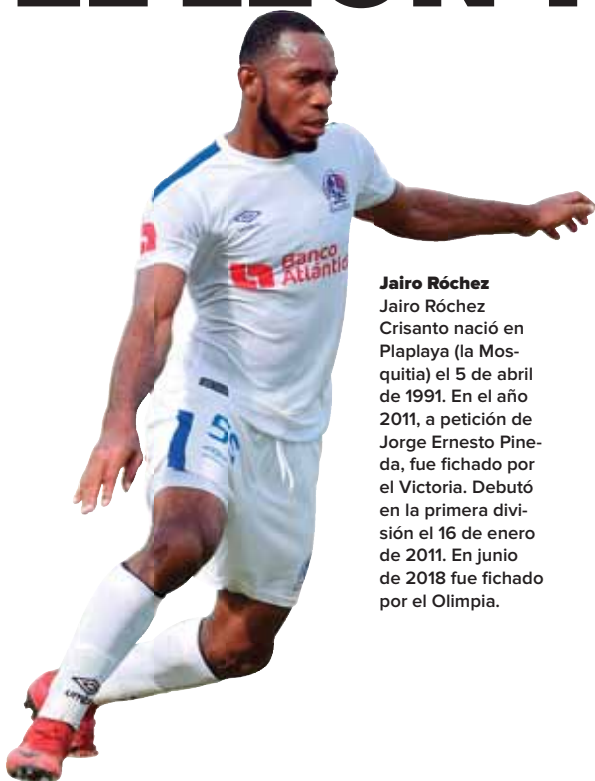 Banco
Jairo Róchez
Jairo Róchez
Crisanto nació en
Plaplaya (la Mos-
quitia) el 5 de abril
de 1991. En el año
2011, a petición de
Jorge Ernesto Pine-
da, fue fichado por
el Victoria. Debutó
en la primera divi-
sión el 16 de enero
de 2011. En junio
de 2018 fue fichado
por el Olimpia.